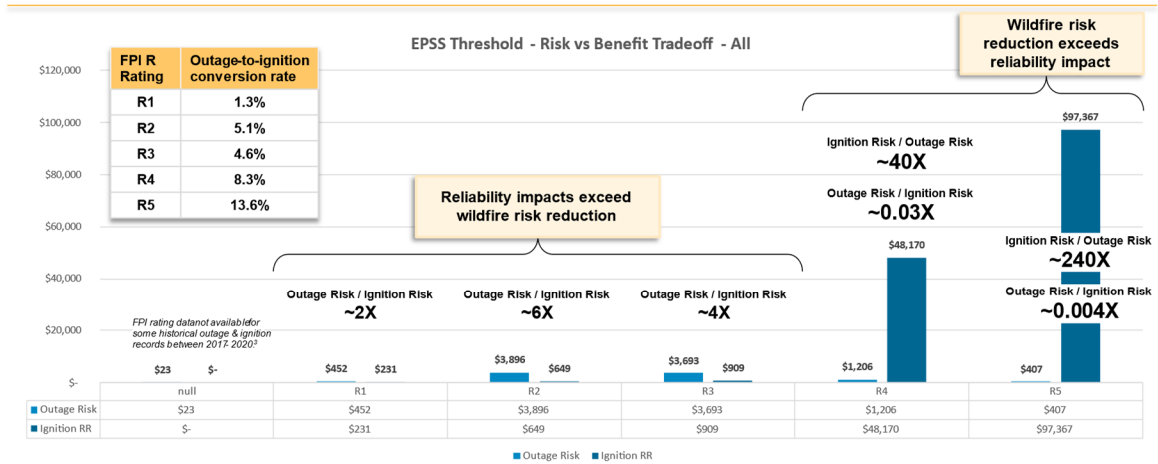 EPSS Threshold - Risk vs Benefit Tradeoff - All
Wildfire risk
reduction exceeds
reliability impact
FPI R
Rating
Outage-to-ignition
conversion rate
R1 1.3%
R2 5.1%
R3 4.6%
R4 8.3%
R5 13.6%
Reliability impacts exceed
wildfire risk reduction
$120,000
$100,000
$80,000
$60,000
$40,000
$20,000
$-
FPI rating datanot available for
some historical outage & ignition
records between 2017-2020.3
Outage Risk / Ignition Risk
~2X
Outage Risk / Ignition Risk
~6X
Outage Risk / Ignition Risk
~4X
Ignition Risk / Outage Risk
~40X
Outage Risk / Ignition Risk
~0.03X
Ignition Risk / Outage Risk
~240X
Outage Risk / Ignition Risk
~0.004X
$23 $- $452 $231 $3,896 $649 $3,693 $909 $1,206 $48,170 $407 $97,367
null R1 R2 R3 R4 R5
Outage Risk $23 $452 $3,896 $3,693 $1,206 $407
Ignition RR $- $231 $649 $909 $48,170 $97,367
Outage Risk Ignition RR